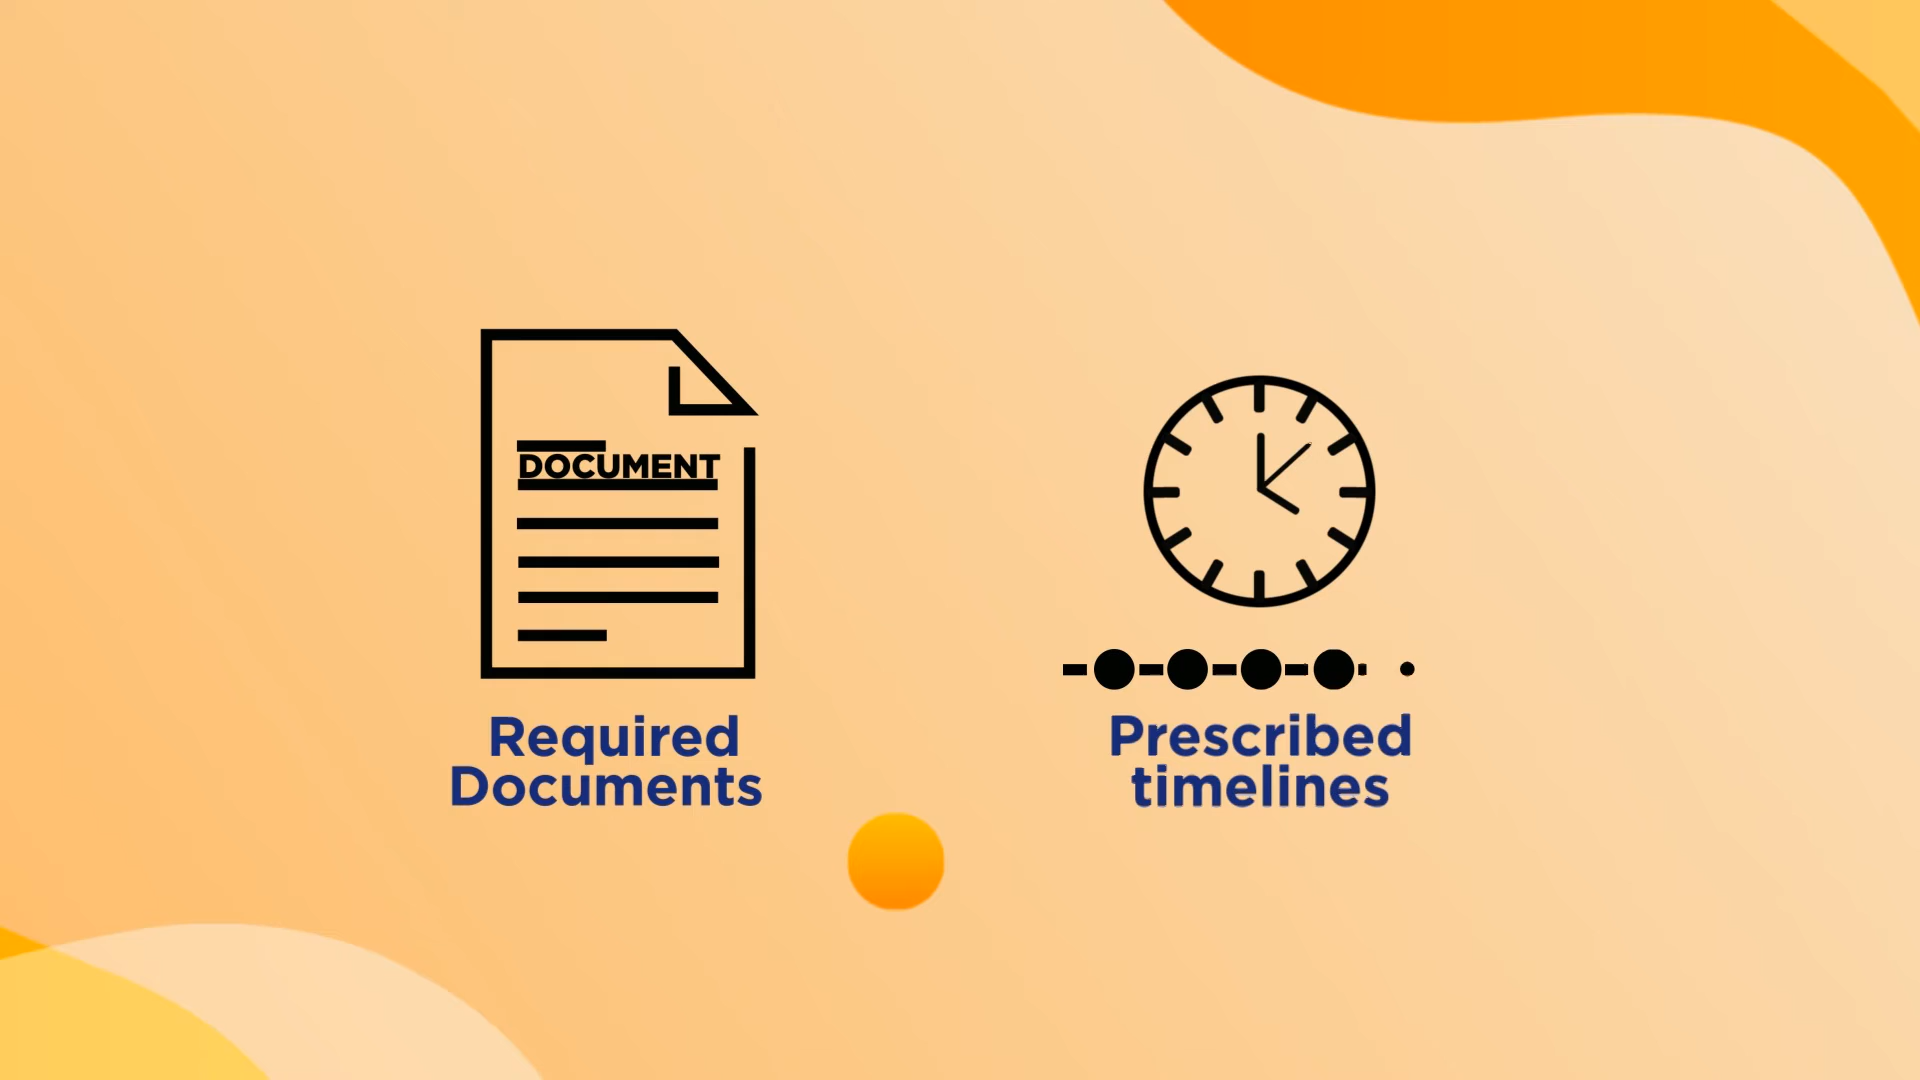 DOCUMENT
Required
Documents
Prescribed
timelines